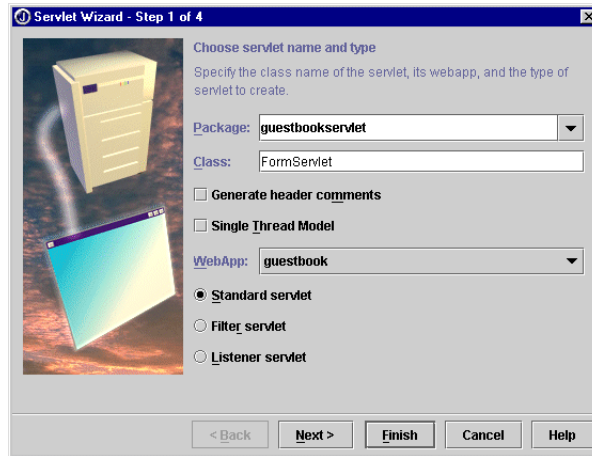 Servlet Wizard - Step 1 of 4
Choose servlet name and type
Specify the class name of the servlet, its webapp, and the type of
servlet to create.
Package: guestbookservlet
Class: FormServlet
Generate header comments
Single Thread Model
WebApp: guestbook
Standard servlet
Filter servlet
Listener servlet
< Back Next > Finish Cancel Help